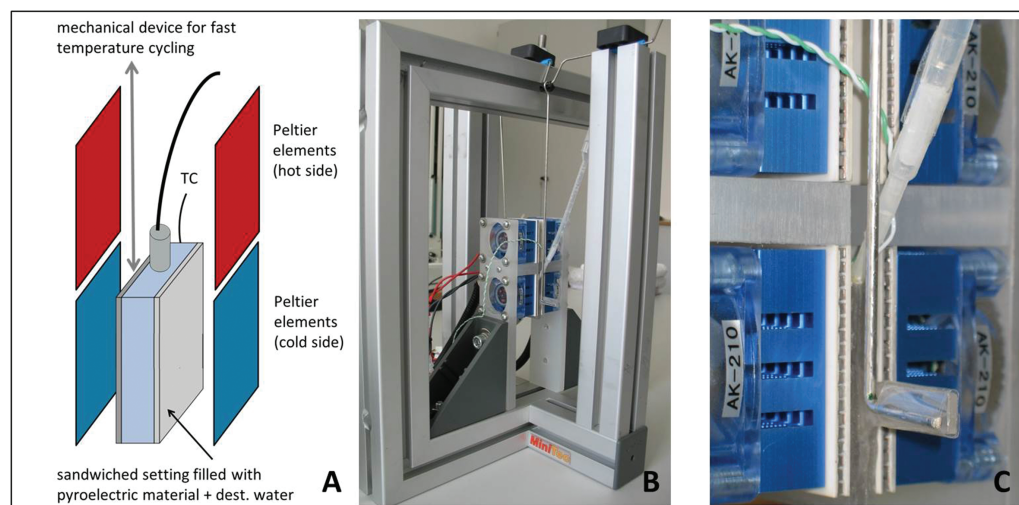 mechanical device for fast
temperature cycling
Peltier
elements
(hot side)
TC
Peltier
elements
(cold side)
sandwiched setting filled with
pyroelectric material + dest. water
A
B
C
AK-210
AK-210
AK-210